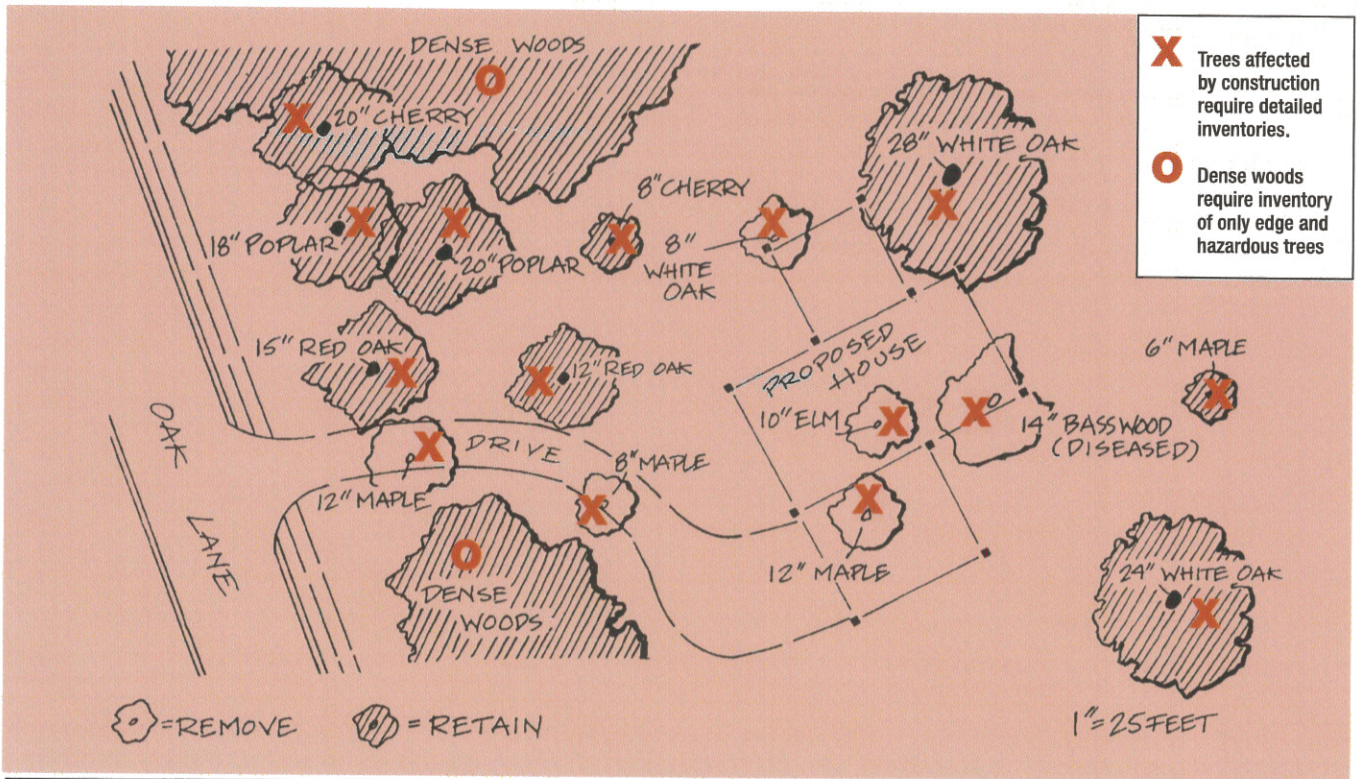 DENSE WOODS
20" CHERRY
28" WHITE OAK
8" CHERRY
18" POPLAR
20" POPLAR
8"
WHITE
OAK
15" RED OAK
12" RED OAK
PROPOSED
HOUSE
6" MAPLE
10" ELM
14" BASSWOOD
(DISEASED)
OAK
LANE
DRIVE
8" MAPLE
12" MAPLE
12" MAPLE
DENSE
WOODS
24" WHITE OAK
=REMOVE
=RETAIN
1"=25 FEET
X Trees affected
by construction
require detailed
inventories.
O Dense woods
require inventory
of only edge and
hazardous trees